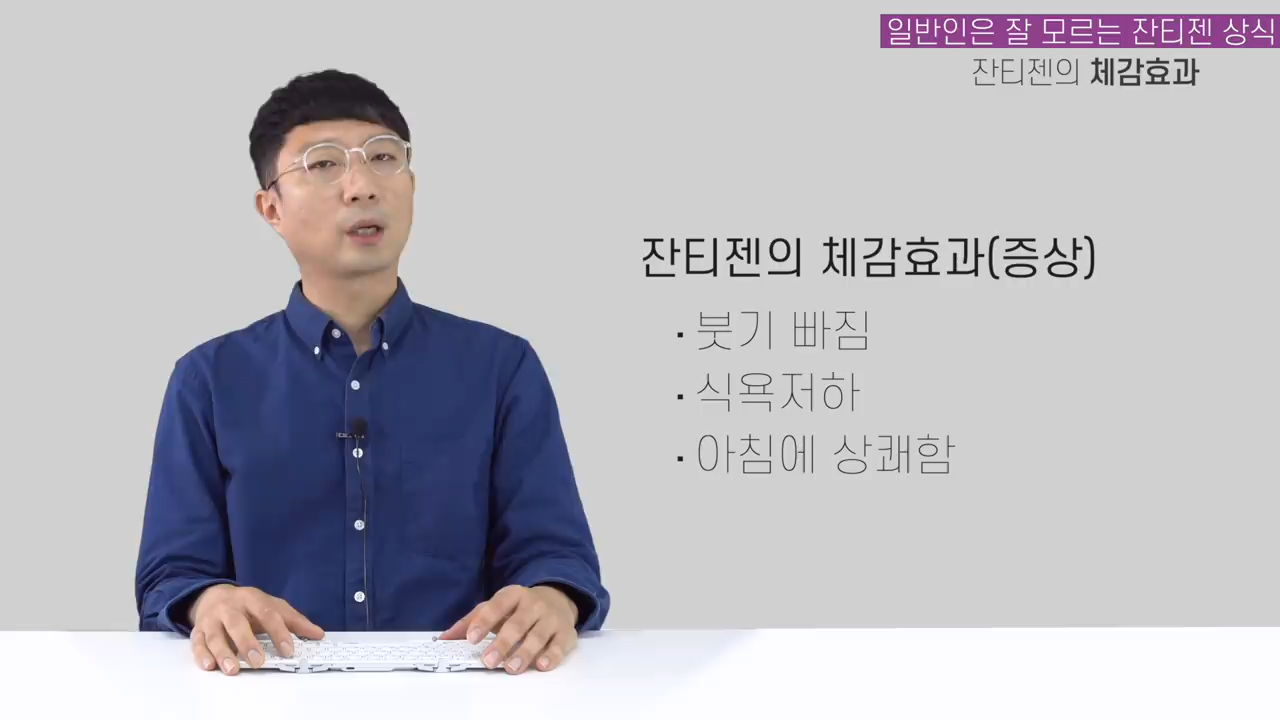 일반인은 잘 모르는 잔티젠 상식
잔티젠의 체감효과
잔티젠의 체감효과(증상)
· 붓기 빠짐
· 식욕저하
· 아침에 상쾌함